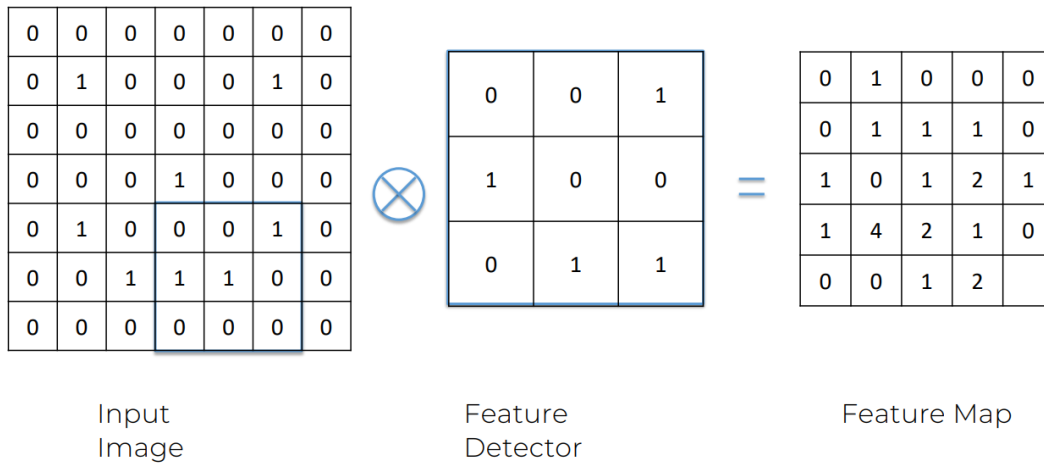 0 0 0 0 0 0 0
0 1 0 0 0 1 0
0 0 0 0 0 0 0
0 0 0 1 0 0 0
0 1 0 0 0 1 0
0 0 1 1 1 0 0
0 0 0 0 0 0 0
Input
Image
0 0 1
1 0 0
0 1 1
Feature
Detector
=
0 1 0 0 0
0 1 1 1 0
1 0 1 2 1
1 4 2 1 0
0 0 1 2
Feature Map